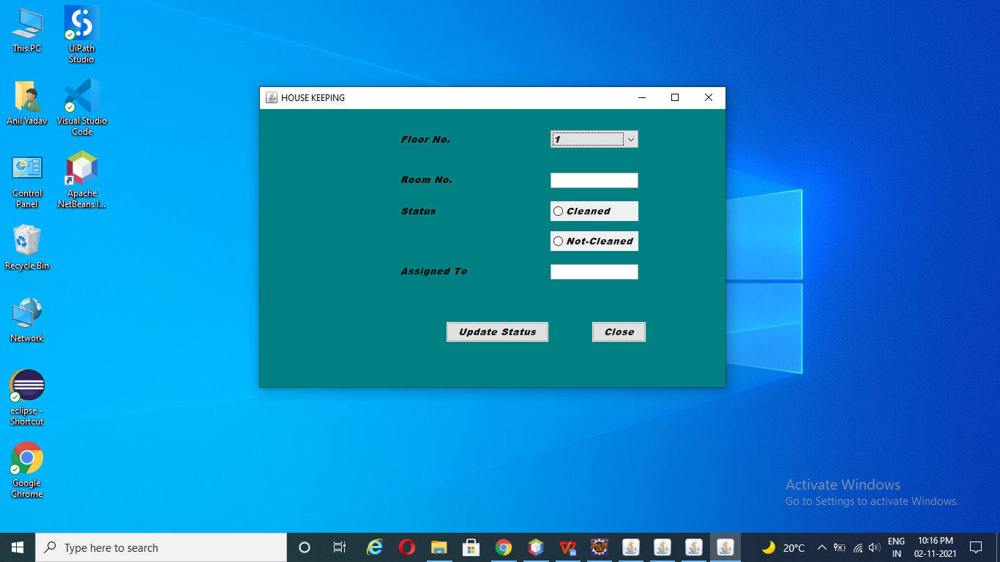 This PC
UiPath
Studio
Anil Yadav
Visual Studio
Code
Control
Panel
Apache
NetBeans I...
Recycle Bin
Network
eclipse -
Shortcut
Google
Chrome
HOUSE KEEPING
Floor No.
1
Room No.
Status
Cleaned
Not-Cleaned
Assigned To
Update Status
Close
Activate Windows
Go to Settings to activate Windows.
Type here to search
20°C
ENG
IN
10:16 PM
02-11-2021